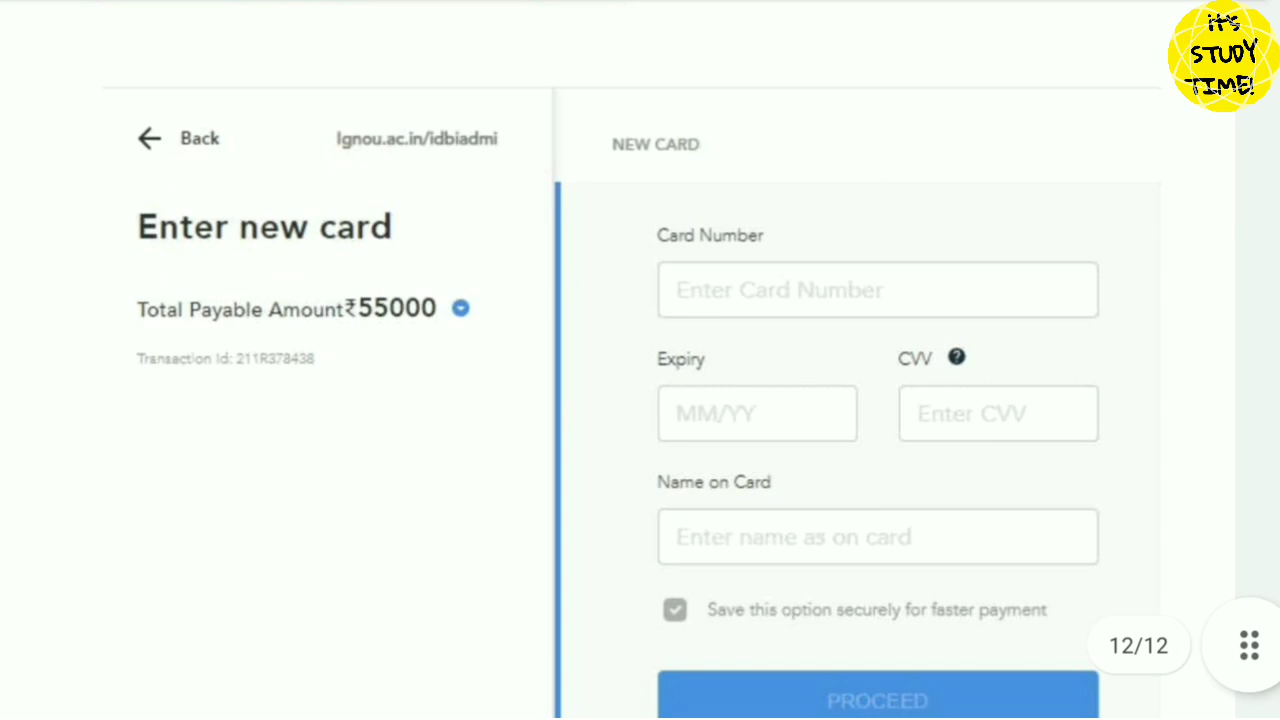 It's
STUDY
TIME!
Back
Ignou.ac.in/idbiadmi
NEW CARD
Enter new card
Card Number
Enter Card Number
Total Payable Amount₹55000
Transaction Id: 211R378438
Expiry
CVV ?
MM/YY
Enter CVV
Name on Card
Enter name as on card
Save this option securely for faster payment
12/12
PROCEED